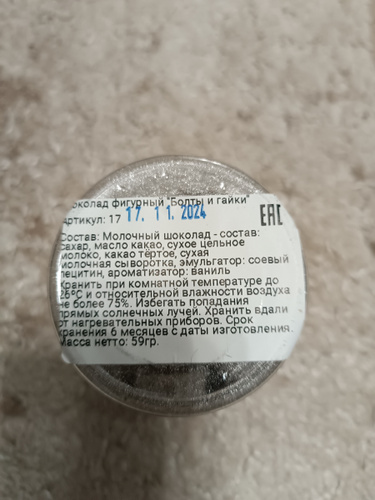 околад фигурный "Болты и гайки"
Артикул: 17 17. 11. 2024
EAC
Состав: Молочный шоколад - состав:
сахар, масло какао, сухое цельное
молоко, какао тёртое, сухая
молочная сыворотка, эмульгатор: соевый
лецитин, ароматизатор: ваниль
Хранить при комнатной температуре до
26°C и относительной влажности воздуха
не более 75%. Избегать попадания
прямых солнечных лучей. Хранить вдали
от нагревательных приборов. Срок
хранения 6 месяцев с даты изготовления.
Масса нетто: 59гр.